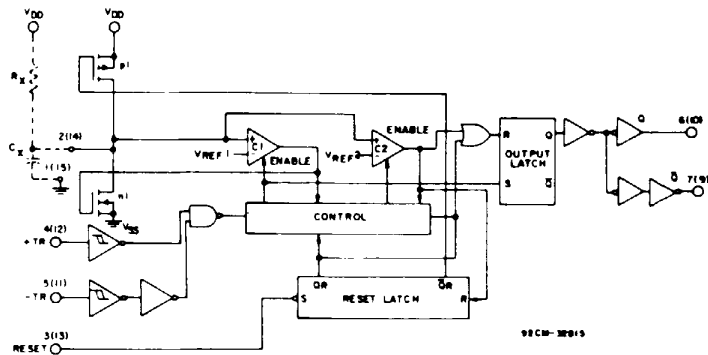 VDD
VDD
RX
p1
CX
2(14)
1(15)
n1
VSS
+
C1
-
VREF 1
ENABLE
+
C2
-
VREF 2
ENABLE
R
Q
OUTPUT LATCH
S
Q̅
Q
6(10)
Q̅
7(9)
CONTROL
4(12)
+TR
5(11)
-TR
3(13)
RESET
QR
Q̅R
S
RESET LATCH
R
92CM-32815